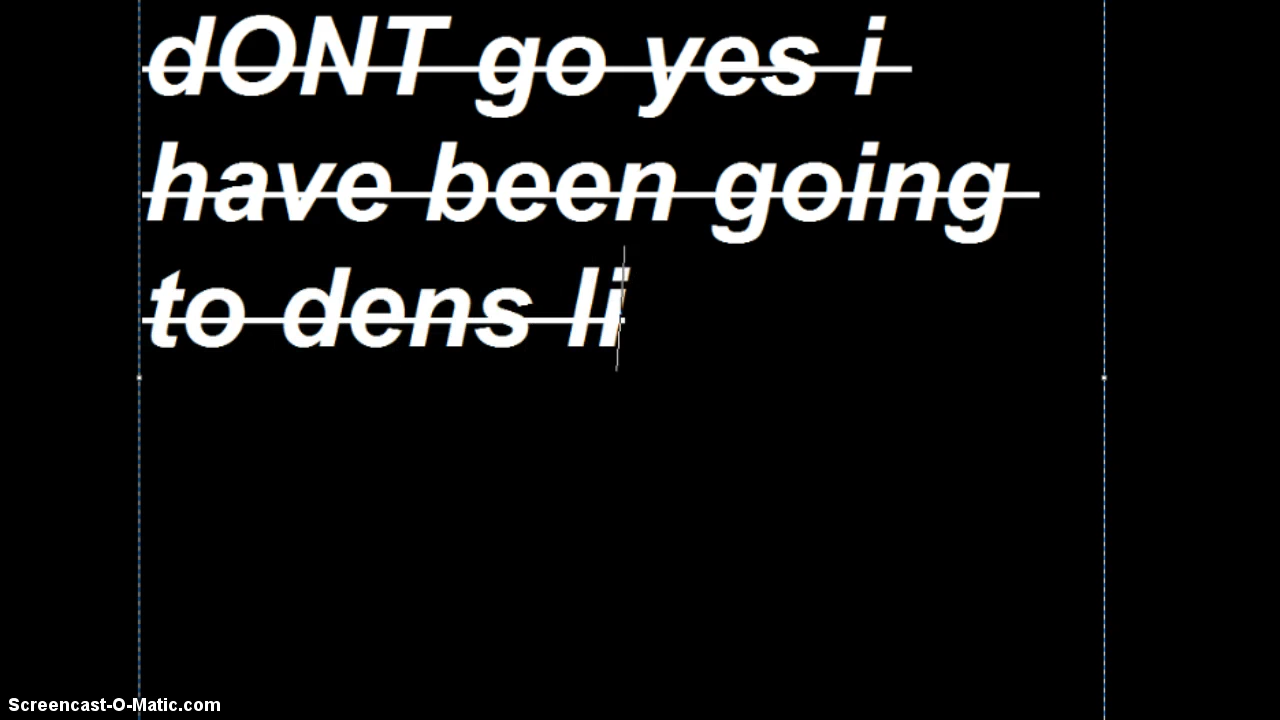 dONT go yes i
have been going
to dens li
Screencast-O-Matic.com